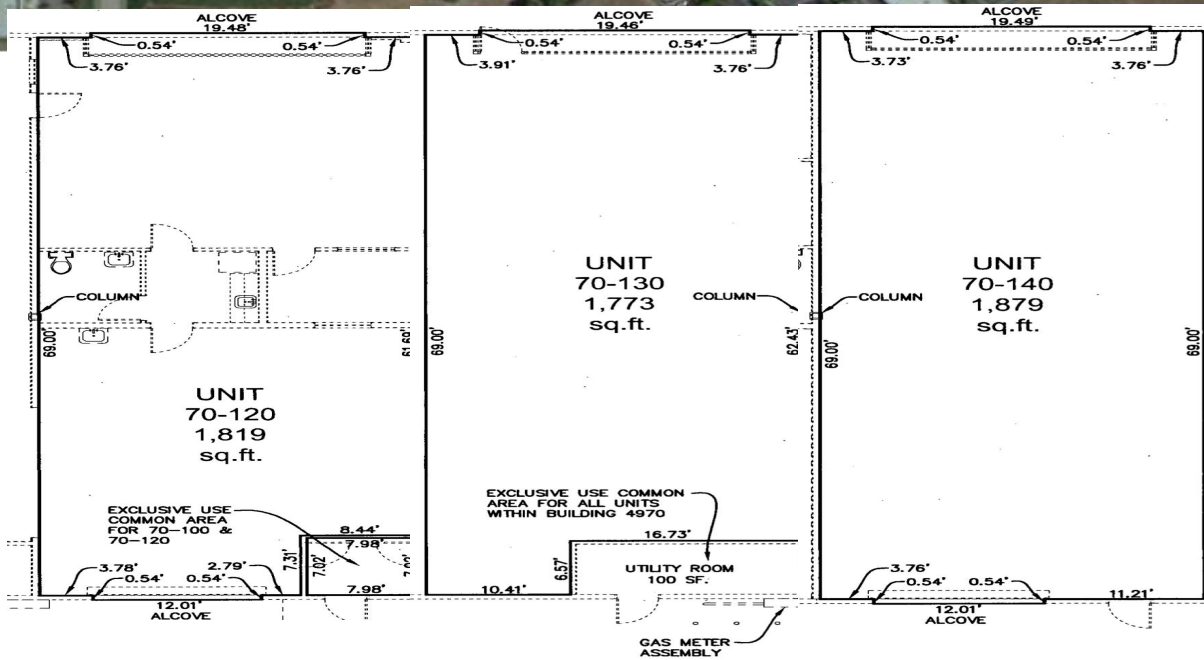 ALCOVE
19.48'
0.54'
0.54'
3.76'
3.76'
COLUMN
69.00'
61.69'
UNIT
70-120
1,819
sq.ft.
EXCLUSIVE USE
COMMON AREA
FOR 70-100 &
70-120
8.44'
7.98'
7.31'
7.02'
3.78'
0.54'
0.54'
2.79'
7.98'
12.01'
ALCOVE
ALCOVE
19.46'
0.54'
0.54'
3.91'
3.76'
UNIT
70-130
1,773
sq.ft.
COLUMN
69.00'
62.43'
EXCLUSIVE USE COMMON
AREA FOR ALL UNITS
WITHIN BUILDING 4970
16.73'
6.57'
UTILITY ROOM
100 SF.
10.41'
GAS METER
ASSEMBLY
ALCOVE
19.49'
0.54'
0.54'
3.73'
3.76'
UNIT
70-140
1,879
sq.ft.
COLUMN
69.00'
69.00'
3.76'
0.54'
0.54'
11.21'
12.01'
ALCOVE